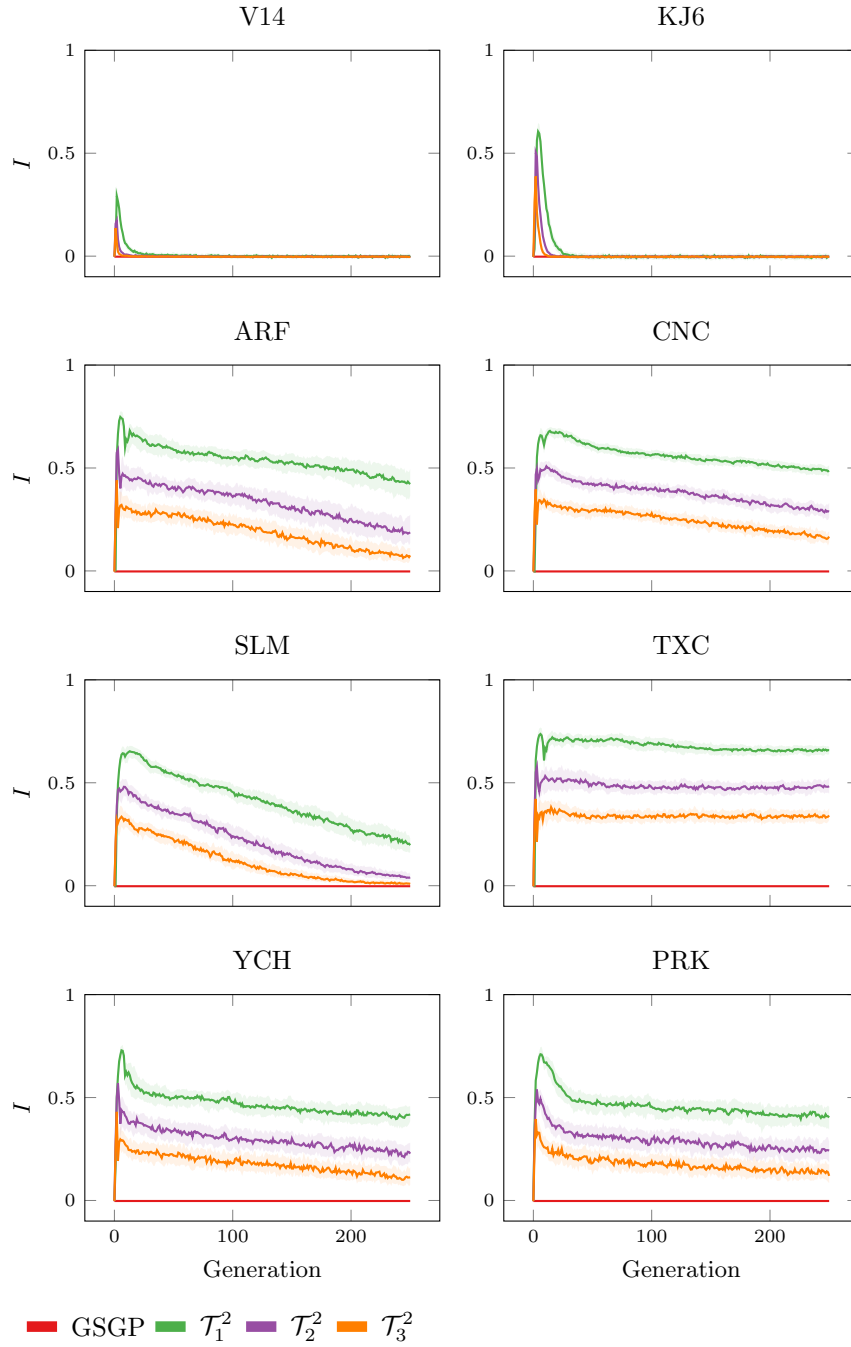 V14 KJ6
1 1
0.5 0.5
I
0 0
ARF CNC
1 1
0.5 0.5
I
0 0
SLM TXC
1 1
0.5 0.5
I
0 0
YCH PRK
1 1
0.5 0.5
I
0 0
0 100 200 0 100 200
Generation Generation
GSGP 𝒯₁² 𝒯₂² 𝒯₃²